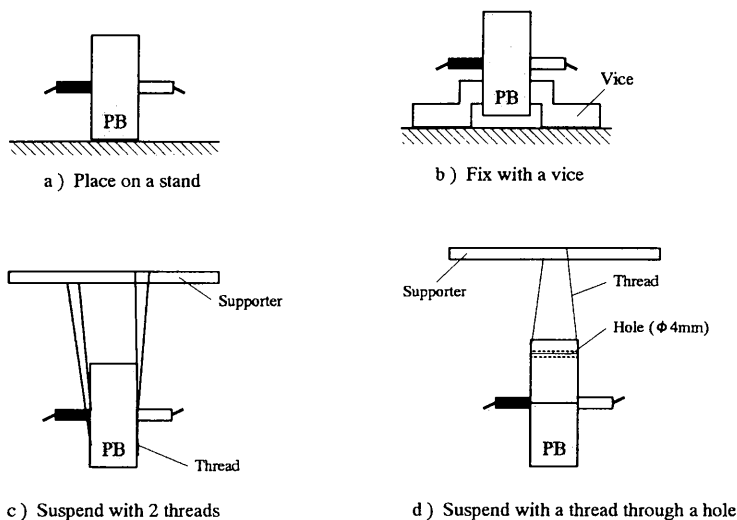 PB
a ) Place on a stand
PB
Vice
b ) Fix with a vice
Supporter
PB
Thread
c ) Suspend with 2 threads
Supporter
Thread
Hole ( Φ 4mm)
PB
d ) Suspend with a thread through a hole